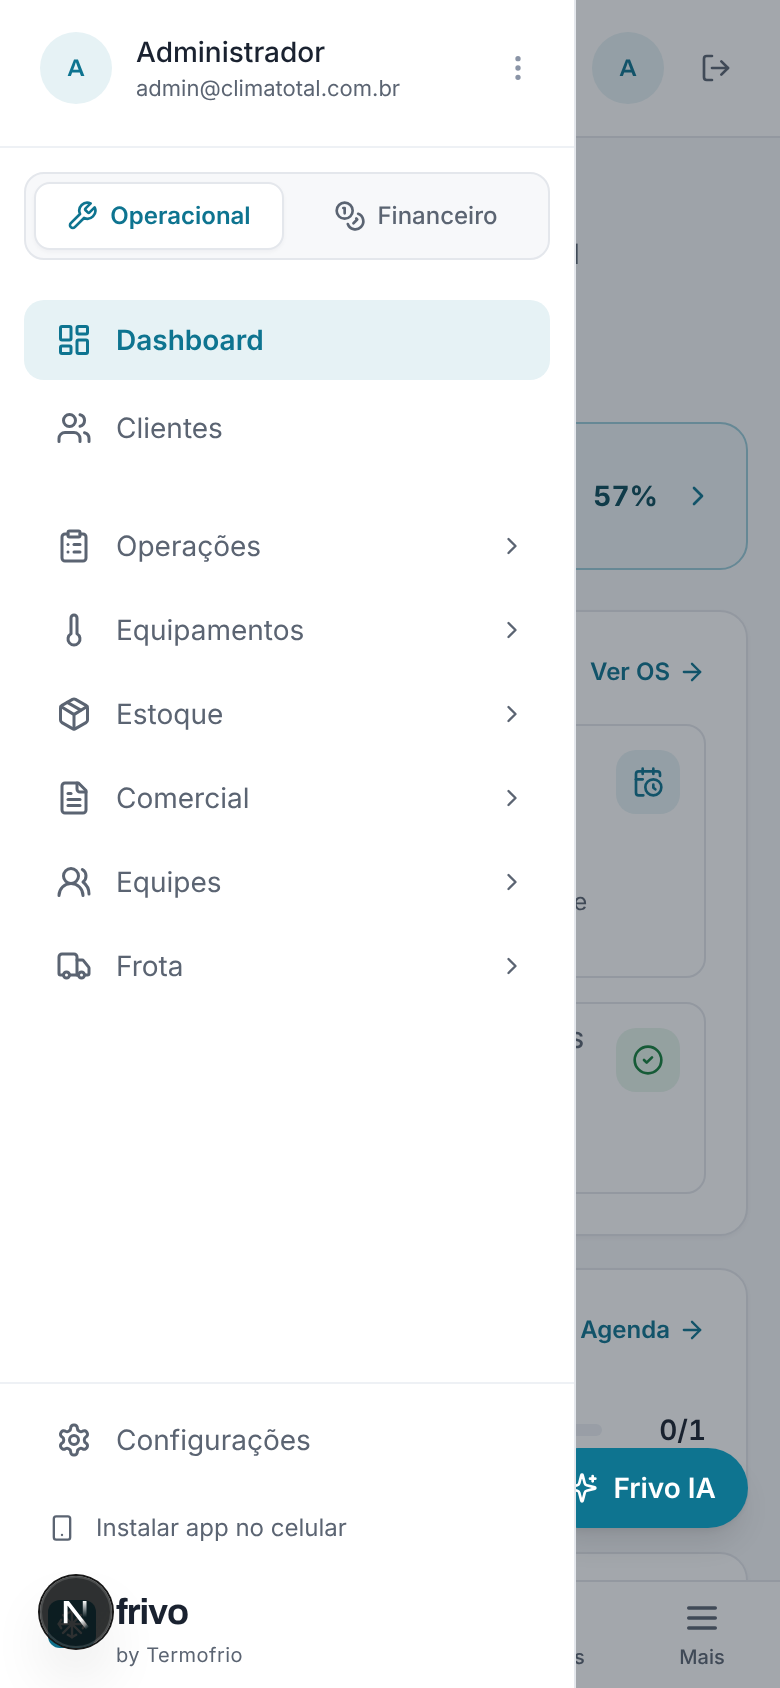 A
Administrador
admin@climatotal.com.br
A
Operacional
Financeiro
Dashboard
Clientes
57%
Operações
Equipamentos
Ver OS
Estoque
Comercial
Equipes
e
Frota
s
Agenda
Configurações
0/1
Frivo IA
Instalar app no celular
N
frivo
by Termofrio
s
Mais